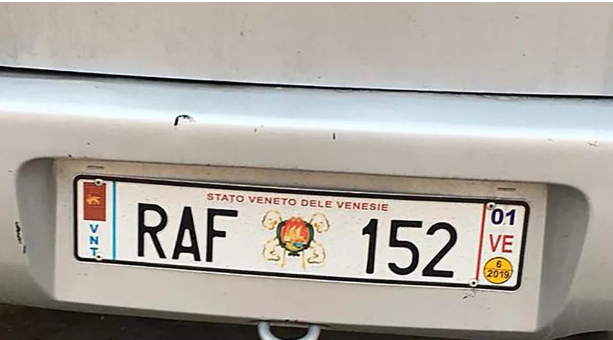 STATO VENETO DELE VENESIE
VNT
RAF 152
01
VE
6
2019